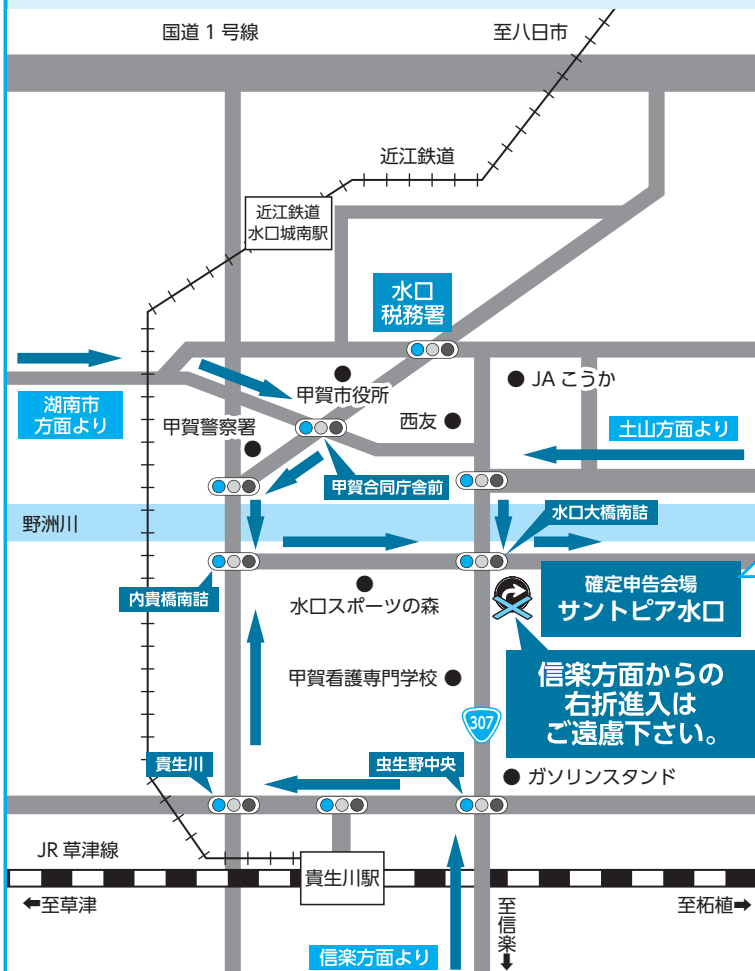 国道 1 号線
至八日市
近江鉄道
近江鉄道
水口城南駅
水口
税務署
JA こうか
甲賀市役所
湖南市
方面より
甲賀警察署
西友
土山方面より
甲賀合同庁舎前
水口大橋南詰
野洲川
内貴橋南詰
水口スポーツの森
確定申告会場
サントピア水口
甲賀看護専門学校
信楽方面からの
右折進入は
ご遠慮下さい。
307
貴生川
虫生野中央
ガソリンスタンド
JR 草津線
貴生川駅
←至草津
至信楽↓
至柘植→
信楽方面より